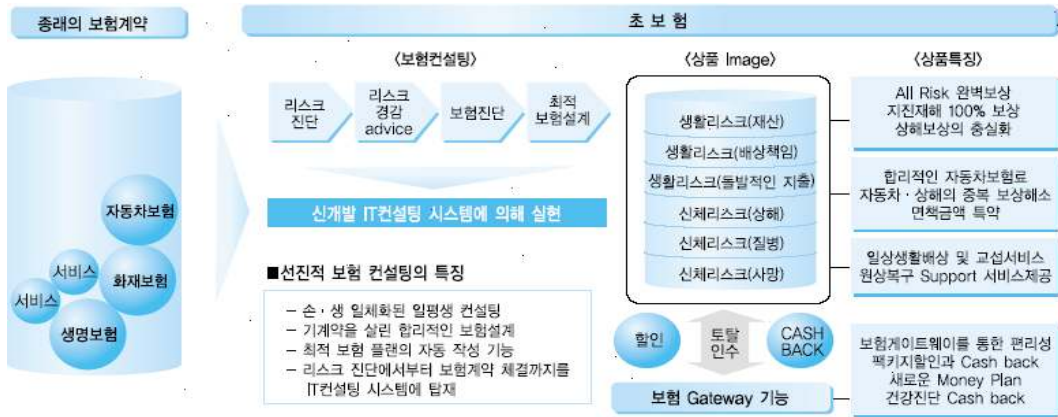 종래의 보험계약
초 보 험
자동차보험
서비스
화재보험
서비스
생명보험
〈보험컨설팅〉
리스크
진단
리스크
경감
advice
보험진단
최적
보험설계
신개발 IT컨설팅 시스템에 의해 실현
■선진적 보험 컨설팅의 특징
– 손·생 일체화된 일평생 컨설팅
– 기계약을 살린 합리적인 보험설계
– 최적 보험 플랜의 자동 작성 기능
– 리스크 진단에서부터 보험계약 체결까지를
IT컨설팅 시스템에 탑재
〈상품 Image〉
생활리스크(재산)
생활리스크(배상책임)
생활리스크(돌발적인 지출)
신체리스크(상해)
신체리스크(질병)
신체리스크(사망)
할인
토탈
인수
CASH
BACK
보험 Gateway 기능
〈상품특징〉
All Risk 완벽보상
지진재해 100% 보상
상해보상의 충실화
합리적인 자동차보험료
자동차·상해의 중복 보상해소
면책금액 특약
일상생활배상 및 교섭서비스
원상복구 Support 서비스제공
보험게이트웨이를 통한 편리성
팩키지할인과 Cash back
새로운 Money Plan
건강진단 Cash back